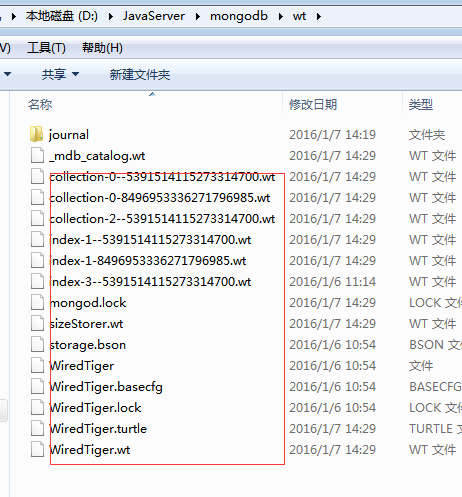 本地磁盘 (D:) ▸ JavaServer ▸ mongodb ▸ wt ▸
V) 工具(T) 帮助(H)
共享 新建文件夹
名称 修改日期 类型
journal 2016/1/7 14:19 文件夹
_mdb_catalog.wt 2016/1/7 14:29 WT 文件
collection-0--5391514115273314700.wt 2016/1/7 14:29 WT 文件
collection-0-8496953336271796985.wt 2016/1/7 14:29 WT 文件
collection-2--5391514115273314700.wt 2016/1/7 14:29 WT 文件
index-1--5391514115273314700.wt 2016/1/7 14:29 WT 文件
index-1-8496953336271796985.wt 2016/1/7 14:29 WT 文件
index-3--5391514115273314700.wt 2016/1/6 11:14 WT 文件
mongod.lock 2016/1/7 14:29 LOCK 文
sizeStorer.wt 2016/1/7 14:29 WT 文件
storage.bson 2016/1/6 10:54 BSON 文
WiredTiger 2016/1/6 10:54 文件
WiredTiger.basecfg 2016/1/6 10:54 BASECFG
WiredTiger.lock 2016/1/6 10:54 LOCK 文
WiredTiger.turtle 2016/1/7 14:29 TURTLE 文
WiredTiger.wt 2016/1/7 14:29 WT 文件